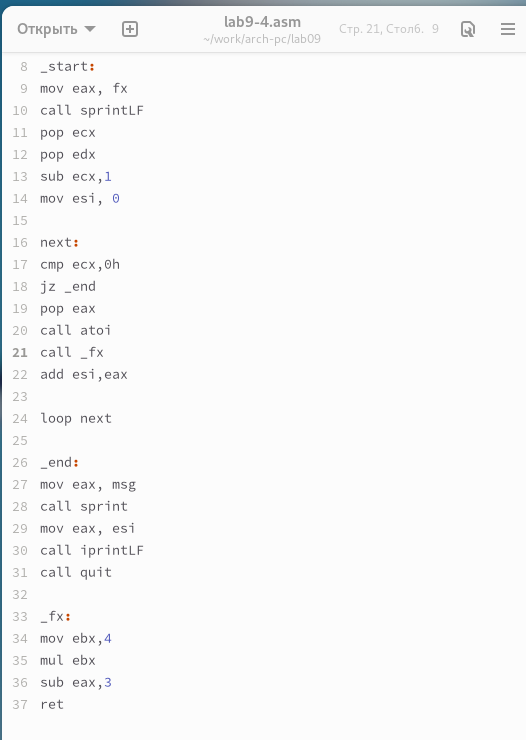 Открыть
lab9-4.asm
~/work/arch-pc/lab09
Стр. 21, Столб. 9
8 _start:
9 mov eax, fx
10 call sprintLF
11 pop ecx
12 pop edx
13 sub ecx,1
14 mov esi, 0
15
16 next:
17 cmp ecx,0h
18 jz _end
19 pop eax
20 call atoi
21 call _fx
22 add esi,eax
23
24 loop next
25
26 _end:
27 mov eax, msg
28 call sprint
29 mov eax, esi
30 call iprintLF
31 call quit
32
33 _fx:
34 mov ebx,4
35 mul ebx
36 sub eax,3
37 ret